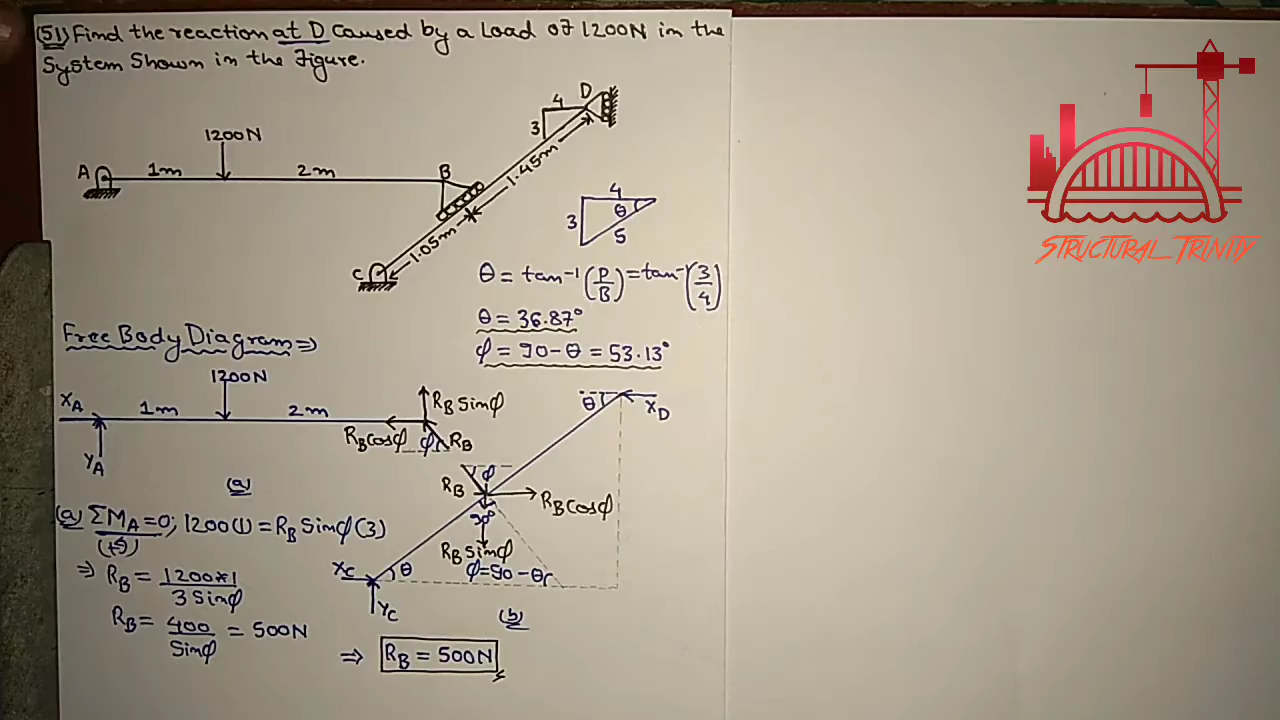 (51) Find the reaction at D caused by a Load of 1200N in the
System Shown in the Figure.
4
D
3
1200N
A
1m
2m
B
1.45m
1.05m
C
4
3
θ
5
θ = tan⁻¹ (P/B) = tan⁻¹ (3/4)
θ = 36.87°
φ = 90 - θ = 53.13°
Free Body Diagram ⇒
1200N
XA
1m
2m
RB Sinφ
RB cosφ
φ
RB
YA
(a)
θ
XD
RB
φ
RB cosφ
90°
RB Sinφ
φ = 90 - θ
XC
θ
YC
(b)
(a) ΣMA = 0; 1200(1) = RB Sinφ (3)
⇒ RB = 1200*1 / 3 Sinφ
RB = 400 / Sinφ = 500N
⇒ RB = 500N
STRUCTURAL TRINITY